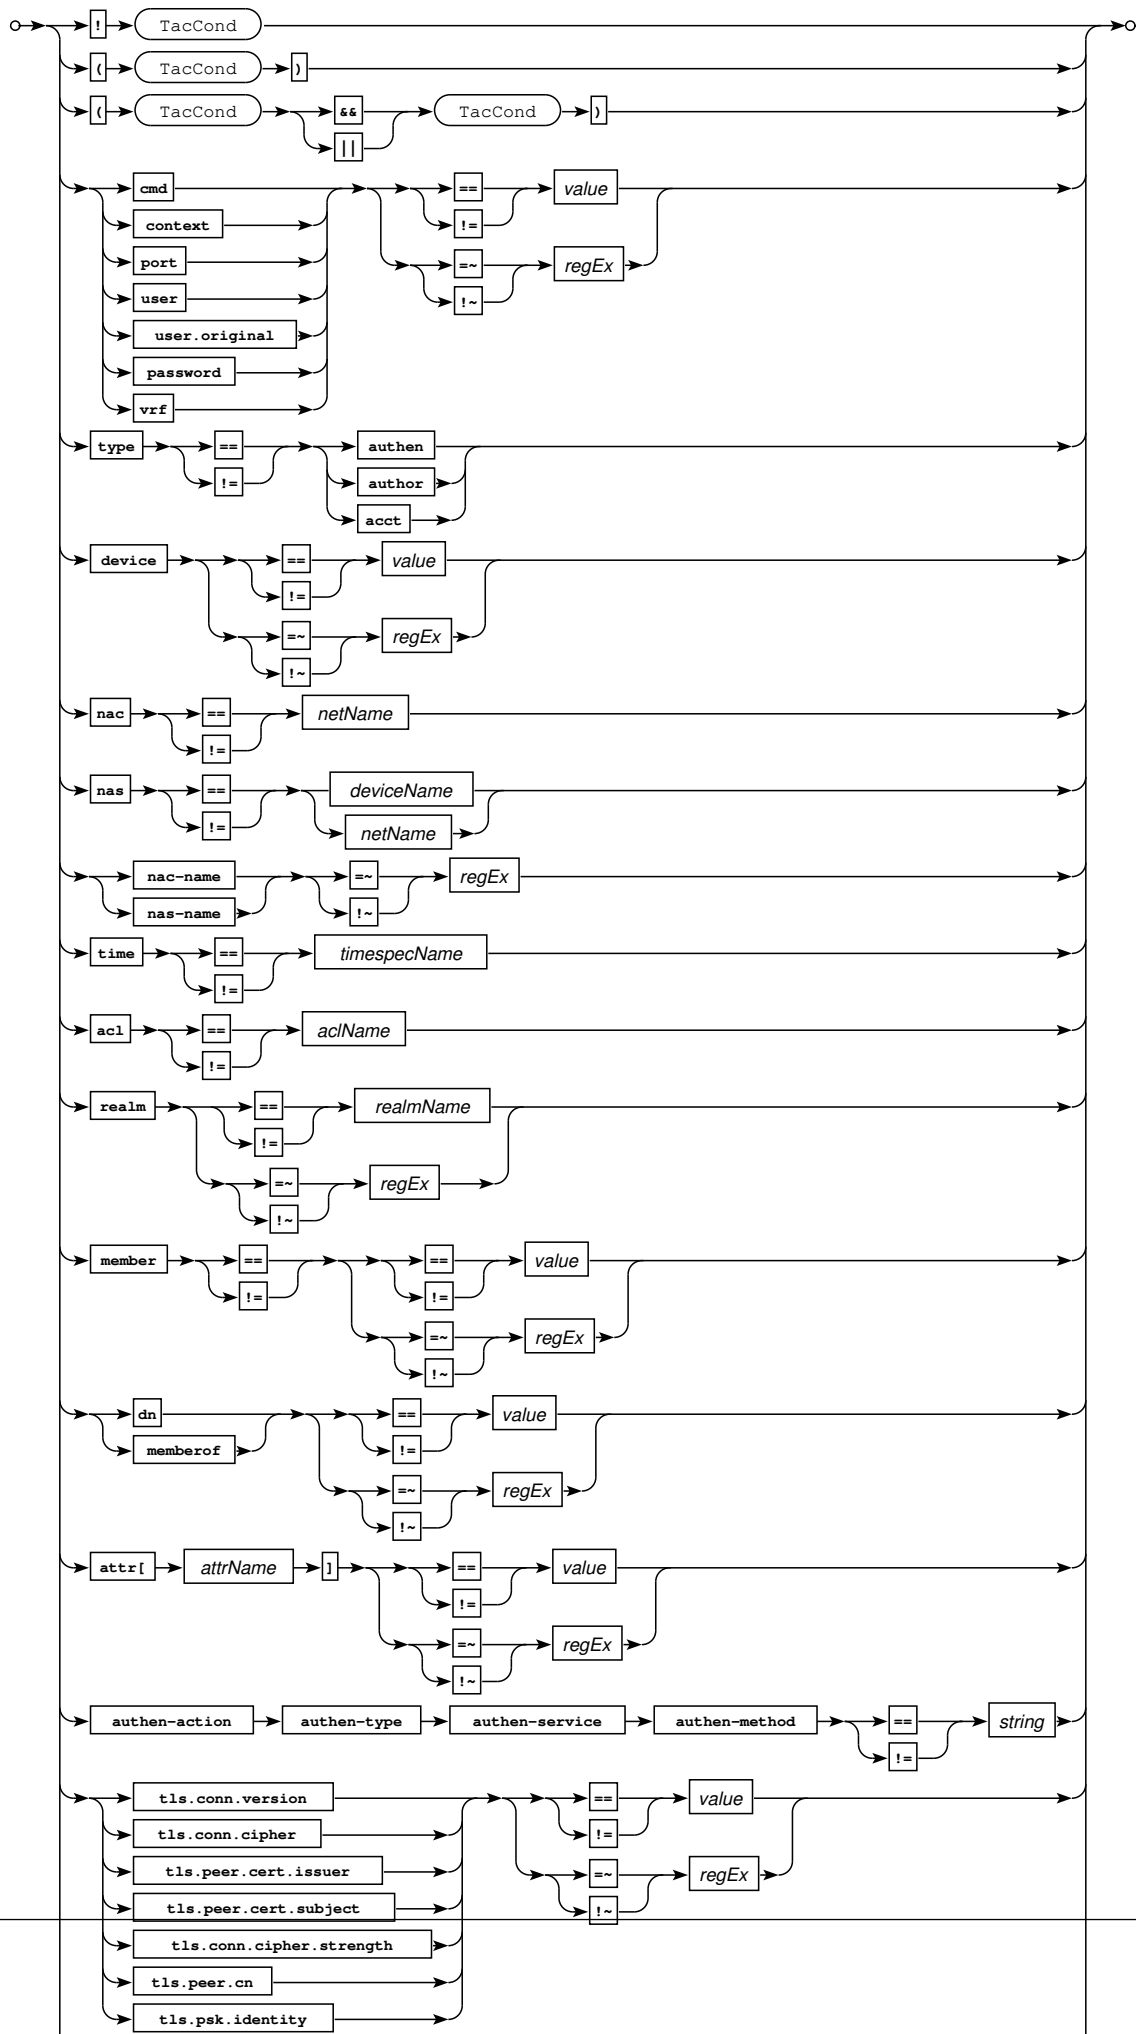 ! TacCond
( TacCond )
( TacCond && TacCond )
||
cmd == value
context !=
port =~ regEx
user !~
user.original
password
vrf
type == authen
!= author
acct
device == value
!=
=~ regEx
!~
nac == netName
!=
nas == deviceName
!= netName
nac-name =~ regEx
nas-name !~
time == timespecName
!=
acl == aclName
!=
realm == realmName
!=
=~ regEx
!~
member == == value
!= !=
=~ regEx
!~
dn == value
memberof !=
=~ regEx
!~
attr[ attrName ] == value
!=
=~ regEx
!~
authen-action authen-type authen-service authen-method == string
!=
tls.conn.version == value
tls.conn.cipher !=
tls.peer.cert.issuer =~ regEx
tls.peer.cert.subject !~
tls.conn.cipher.strength
tls.peer.cn
tls.psk.identity